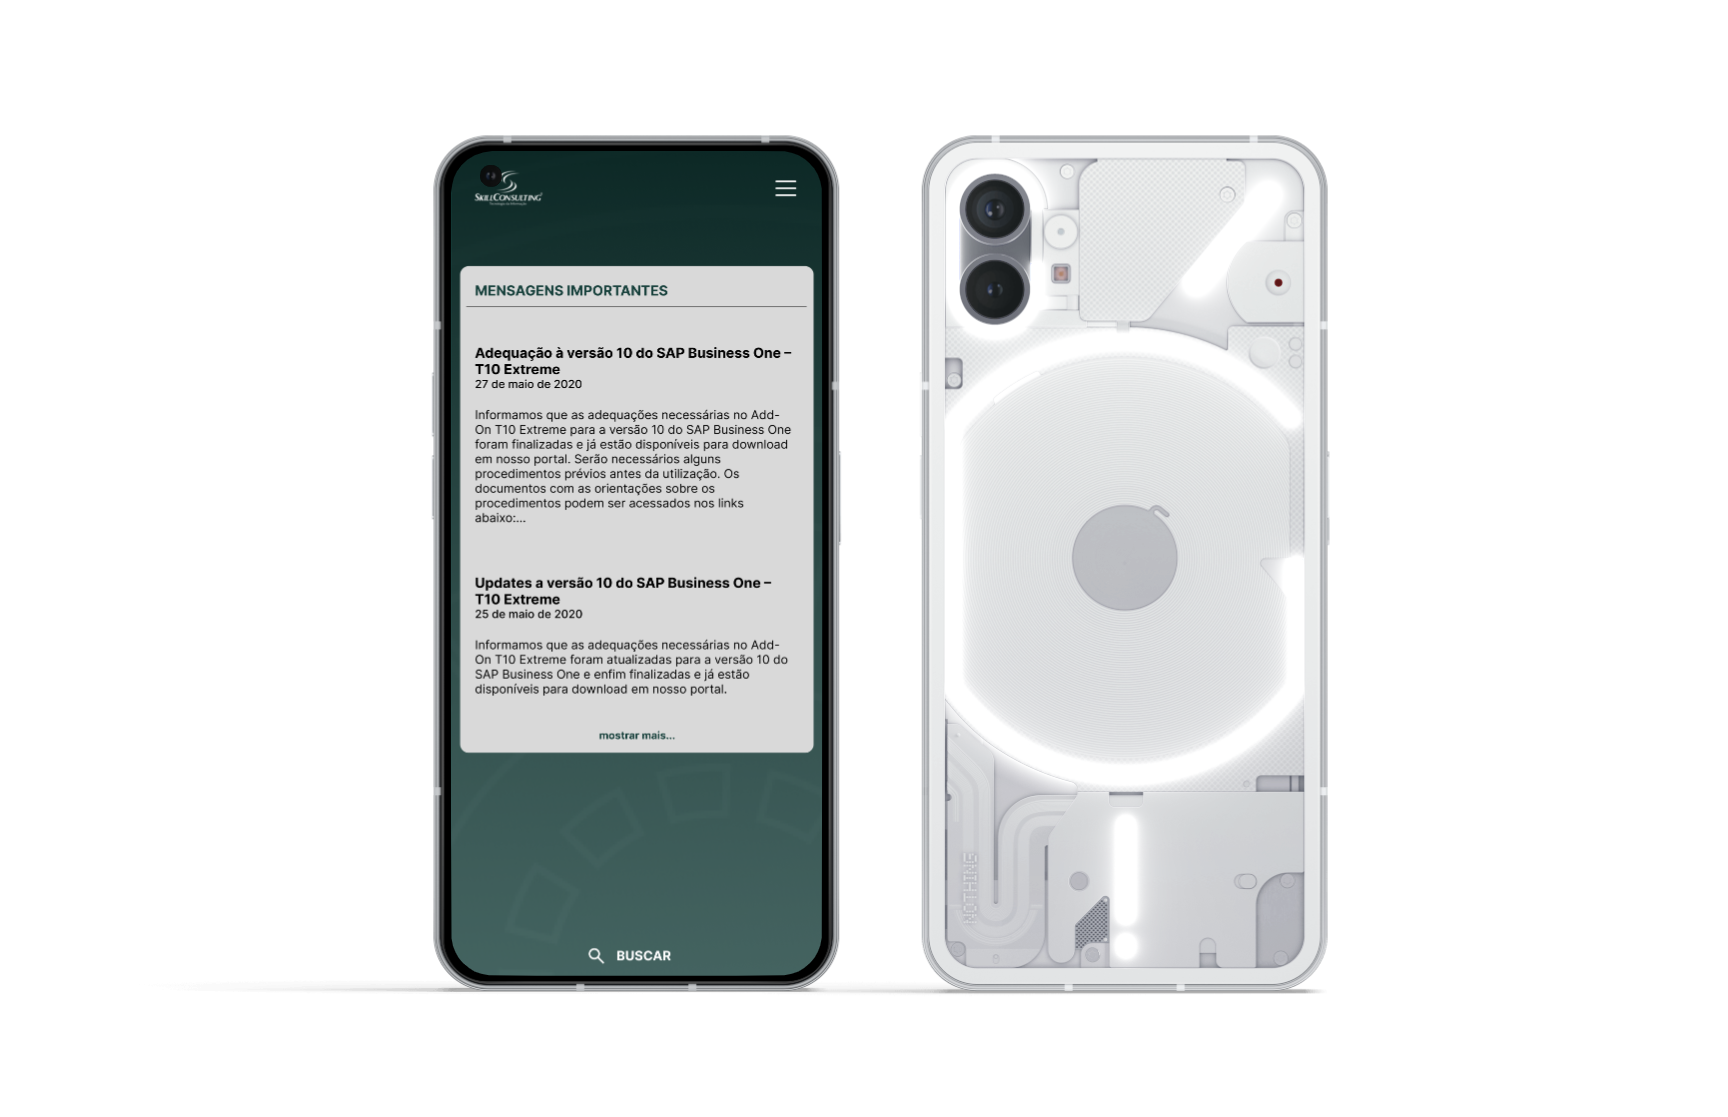 SKILLCONSULTING
MENSAGENS IMPORTANTES
Adequação à versão 10 do SAP Business One –
T10 Extreme
27 de maio de 2020
Informamos que as adequações necessárias no Add-
On T10 Extreme para a versão 10 do SAP Business One
foram finalizadas e já estão disponíveis para download
em nosso portal. Serão necessários alguns
procedimentos prévios antes da utilização. Os
documentos com as orientações sobre os
procedimentos podem ser acessados nos links
abaixo:...
Updates a versão 10 do SAP Business One –
T10 Extreme
25 de maio de 2020
Informamos que as adequações necessárias no Add-
On T10 Extreme foram atualizadas para a versão 10 do
SAP Business One e enfim finalizadas e já estão
disponíveis para download em nosso portal.
mostrar mais...
BUSCAR
NOTHING